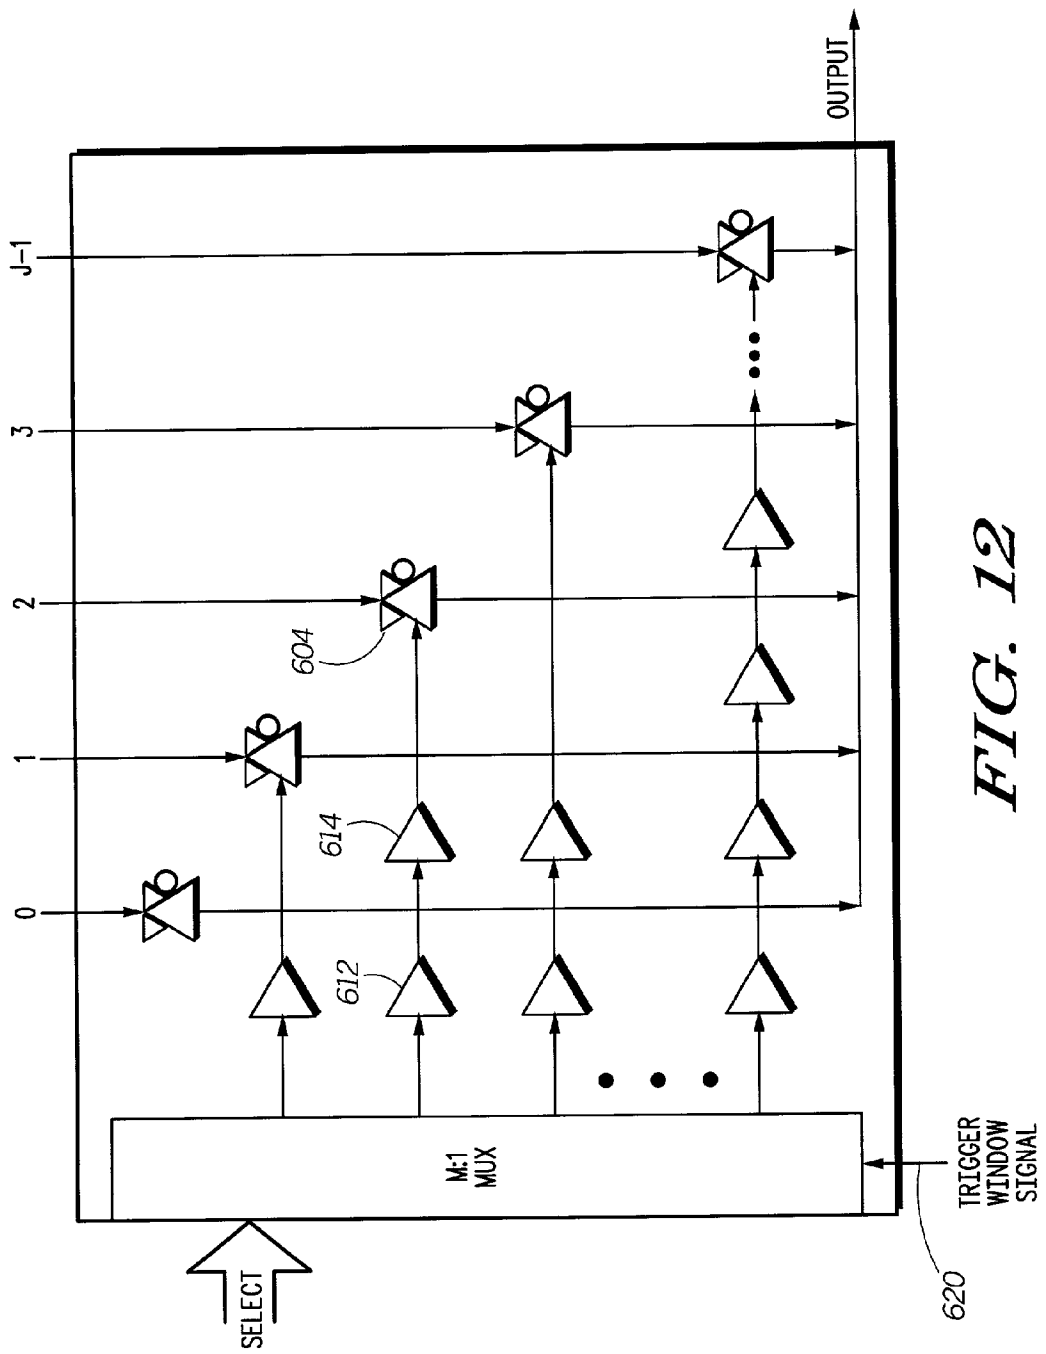 SELECT
M:1
MUX
TRIGGER
WINDOW
SIGNAL
620
612
614
604
0
1
2
3
J-1
OUTPUT
FIG. 12